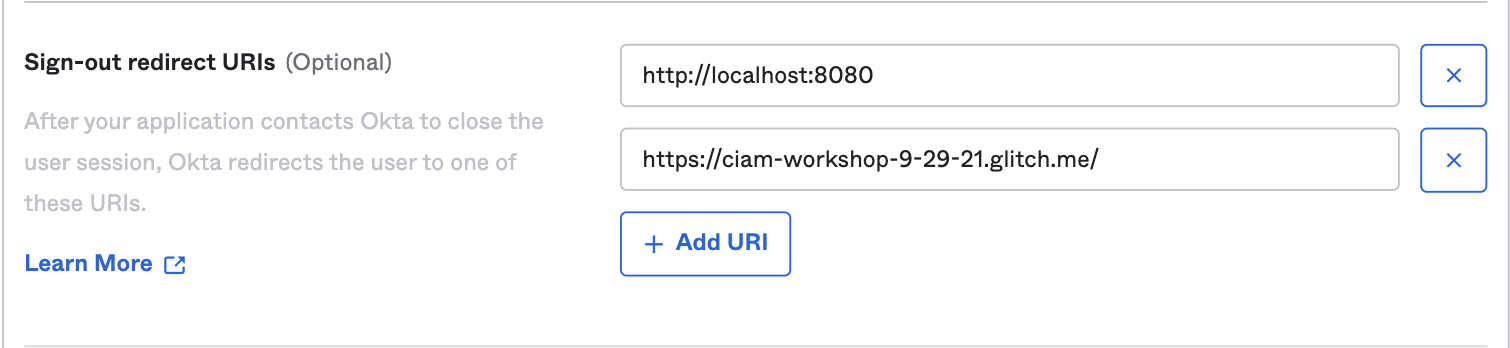 Sign-out redirect URIs (Optional)
After your application contacts Okta to close the
user session, Okta redirects the user to one of
these URIs.
Learn More
http://localhost:8080
https://ciam-workshop-9-29-21.glitch.me/
+ Add URI